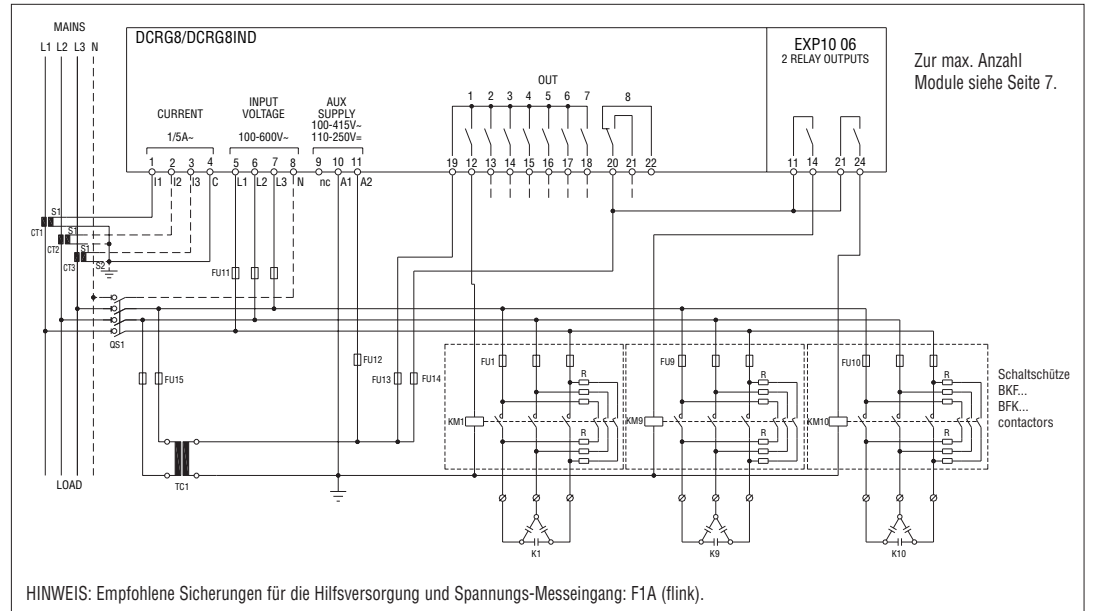 MAINS
L1 L2 L3 N
DCRG8/DCRG8IND
EXP10 06
2 RELAY OUTPUTS
Zur max. Anzahl
Module siehe Seite 7.
CURRENT
1/5A~
INPUT
VOLTAGE
100-600V~
AUX
SUPPLY
100-415V~
110-250V=
OUT
1 2 3 4 5 6 7 8
1 2 3 4 5 6 7 8 9 10 11 19 12 13 14 15 16 17 18 20 21 22 11 14 21 24
I1 I2 I3 C L1 L2 L3 N nc A1 A2
S1
CT1
S1
CT2
S1
CT3
S2
FU11
QS1
FU15
FU12
FU13
FU14
TC1
LOAD
FU1
R
KM1
R
K1
FU9
R
KM9
R
K9
FU10
R
KM10
R
K10
Schaltschütze
BKF...
BFK...
contactors
HINWEIS: Empfohlene Sicherungen für die Hilfsversorgung und Spannungs-Messeingang: F1A (flink).